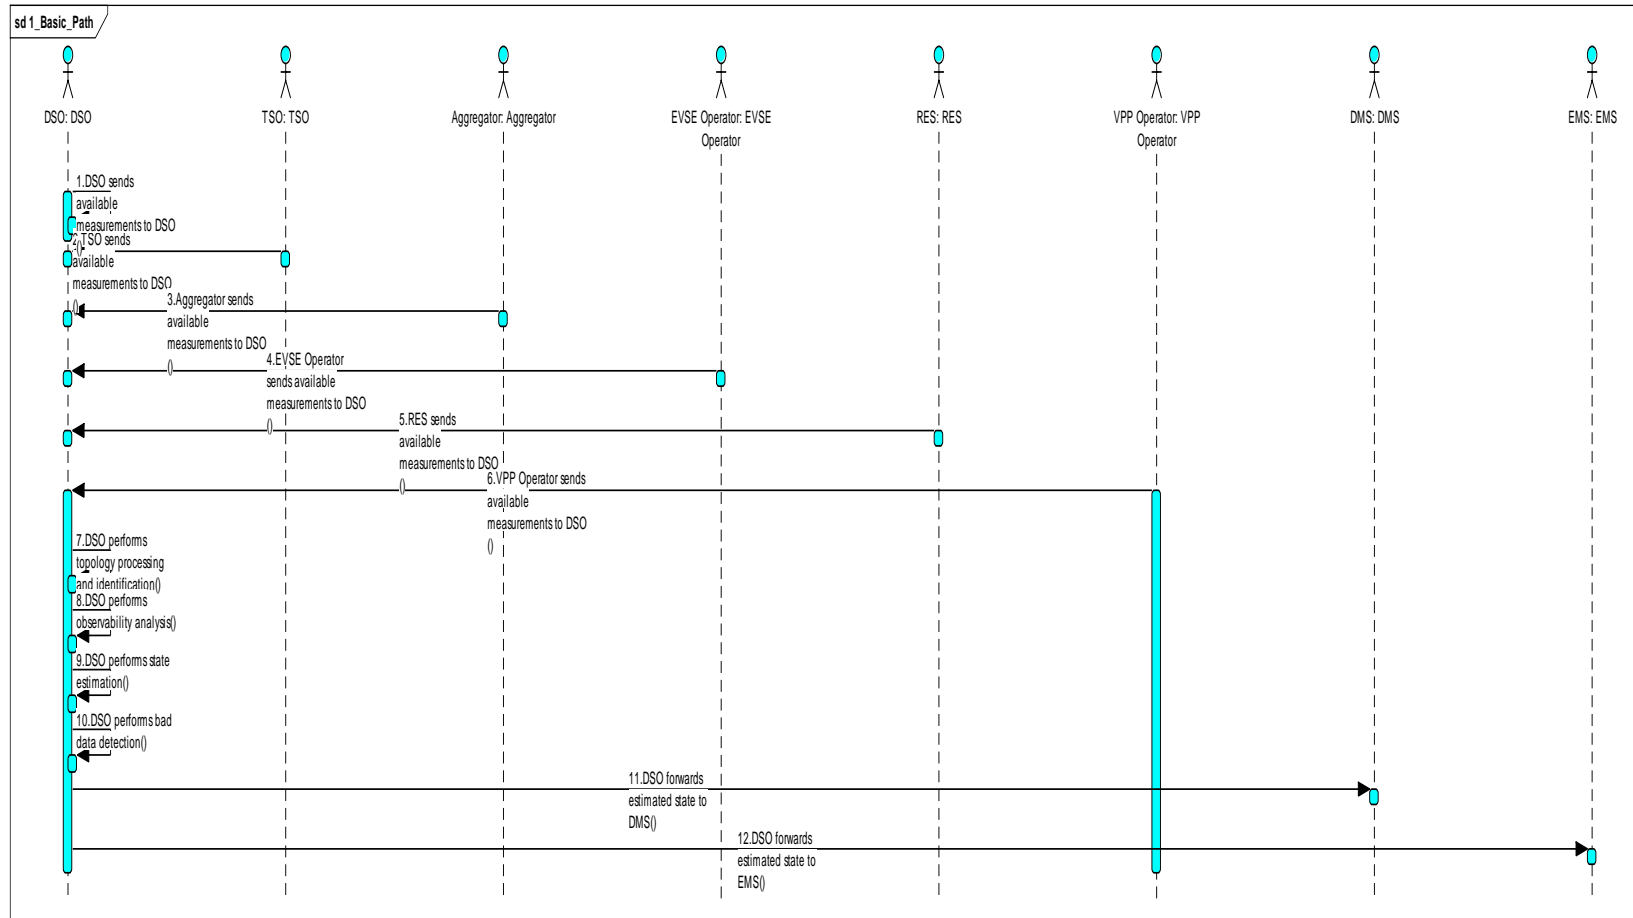 sd 1_Basic_Path
DSO: DSO
TSO: TSO
Aggregator: Aggregator
EVSE Operator: EVSE
Operator
RES: RES
VPP Operator: VPP
Operator
DMS: DMS
EMS: EMS
1.DSO sends
available
measurements to DSO
()
2.TSO sends
available
measurements to DSO
()
3.Aggregator sends
available
measurements to DSO
()
4.EVSE Operator
sends available
measurements to DSO
()
5.RES sends
available
measurements to DSO
()
6.VPP Operator sends
available
measurements to DSO
()
7.DSO performs
topology processing
and identification()
8.DSO performs
observability analysis()
9.DSO performs state
estimation()
10.DSO performs bad
data detection()
11.DSO forwards
estimated state to
DMS()
12.DSO forwards
estimated state to
EMS()